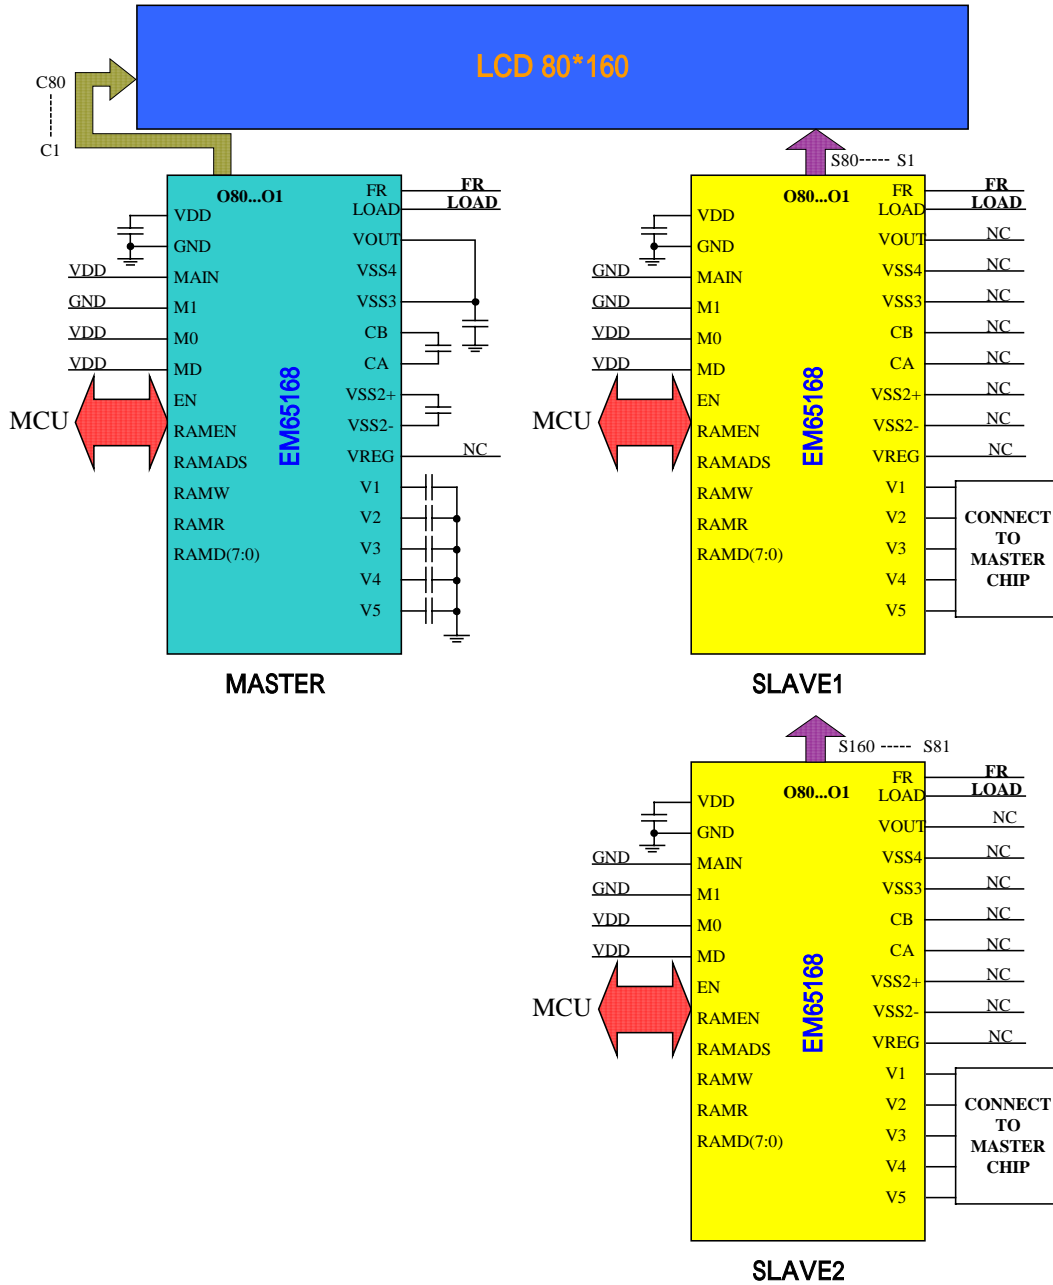 LCD 80*160
C80
C1
S80----- S1
O80...O1
FR
FR
LOAD
LOAD
VDD
GND
VOUT
VDD
MAIN
VSS4
GND
M1
VSS3
VDD
M0
CB
VDD
MD
CA
EN
VSS2+
MCU
RAMEN
VSS2-
RAMADS
VREG
NC
RAMW
V1
RAMR
V2
RAMD(7:0)
V3
V4
V5
EM65168
MASTER
O80...O1
FR
FR
LOAD
LOAD
VDD
GND
VOUT
NC
GND
MAIN
VSS4
NC
GND
M1
VSS3
NC
VDD
M0
CB
NC
VDD
MD
CA
NC
EN
VSS2+
NC
MCU
RAMEN
VSS2-
NC
RAMADS
VREG
NC
RAMW
V1
RAMR
V2
RAMD(7:0)
V3
V4
V5
CONNECT
TO
MASTER
CHIP
EM65168
SLAVE1
S160 ----- S81
O80...O1
FR
FR
LOAD
LOAD
VDD
GND
VOUT
NC
GND
MAIN
VSS4
NC
GND
M1
VSS3
NC
VDD
M0
CB
NC
VDD
MD
CA
NC
EN
VSS2+
NC
MCU
RAMEN
VSS2-
NC
RAMADS
VREG
NC
RAMW
V1
RAMR
V2
RAMD(7:0)
V3
V4
V5
CONNECT
TO
MASTER
CHIP
EM65168
SLAVE2